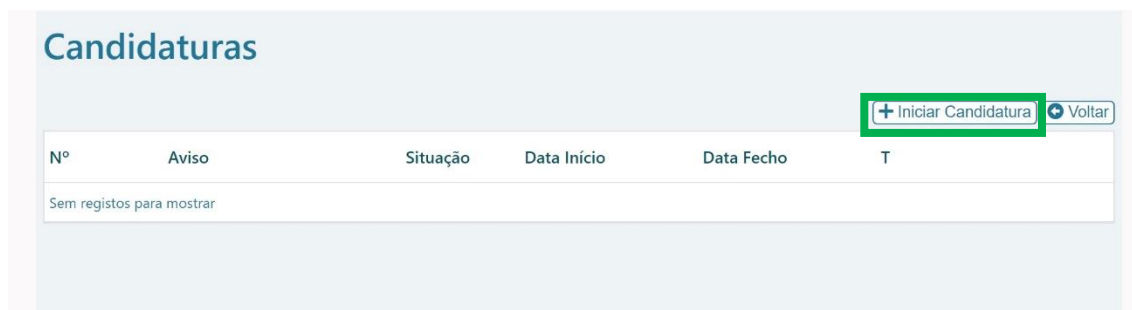 Candidaturas
Iniciar Candidatura Voltar
Nº Aviso Situação Data Início Data Fecho T
Sem registos para mostrar